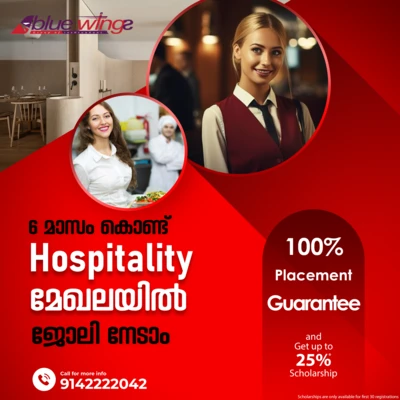 blue wings
6 മാസം കൊണ്ട്
Hospitality
മേഖലയിൽ
ജോലി നേടാം
100%
Placement
Guarantee
and
Get up to
25%
Scholarship
Call for more info
9142222042
Scholarships are only available for first 30 registrations